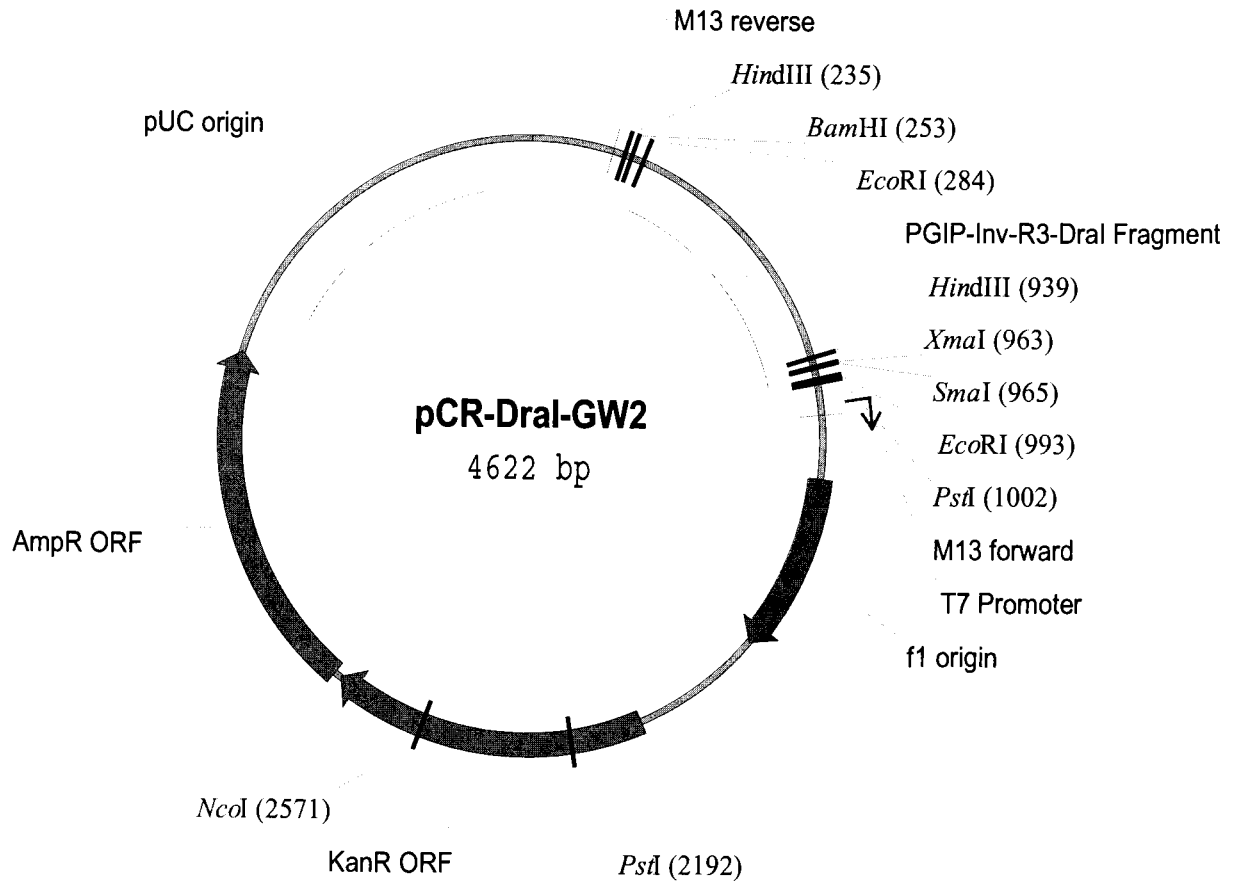 M13 reverse
HindIII (235)
pUC origin
BamHI (253)
EcoRI (284)
PGIP-Inv-R3-DraI Fragment
HindIII (939)
XmaI (963)
SmaI (965)
EcoRI (993)
PstI (1002)
M13 forward
T7 Promoter
f1 origin
pCR-DraI-GW2
4622 bp
AmpR ORF
NcoI (2571)
KanR ORF
PstI (2192)